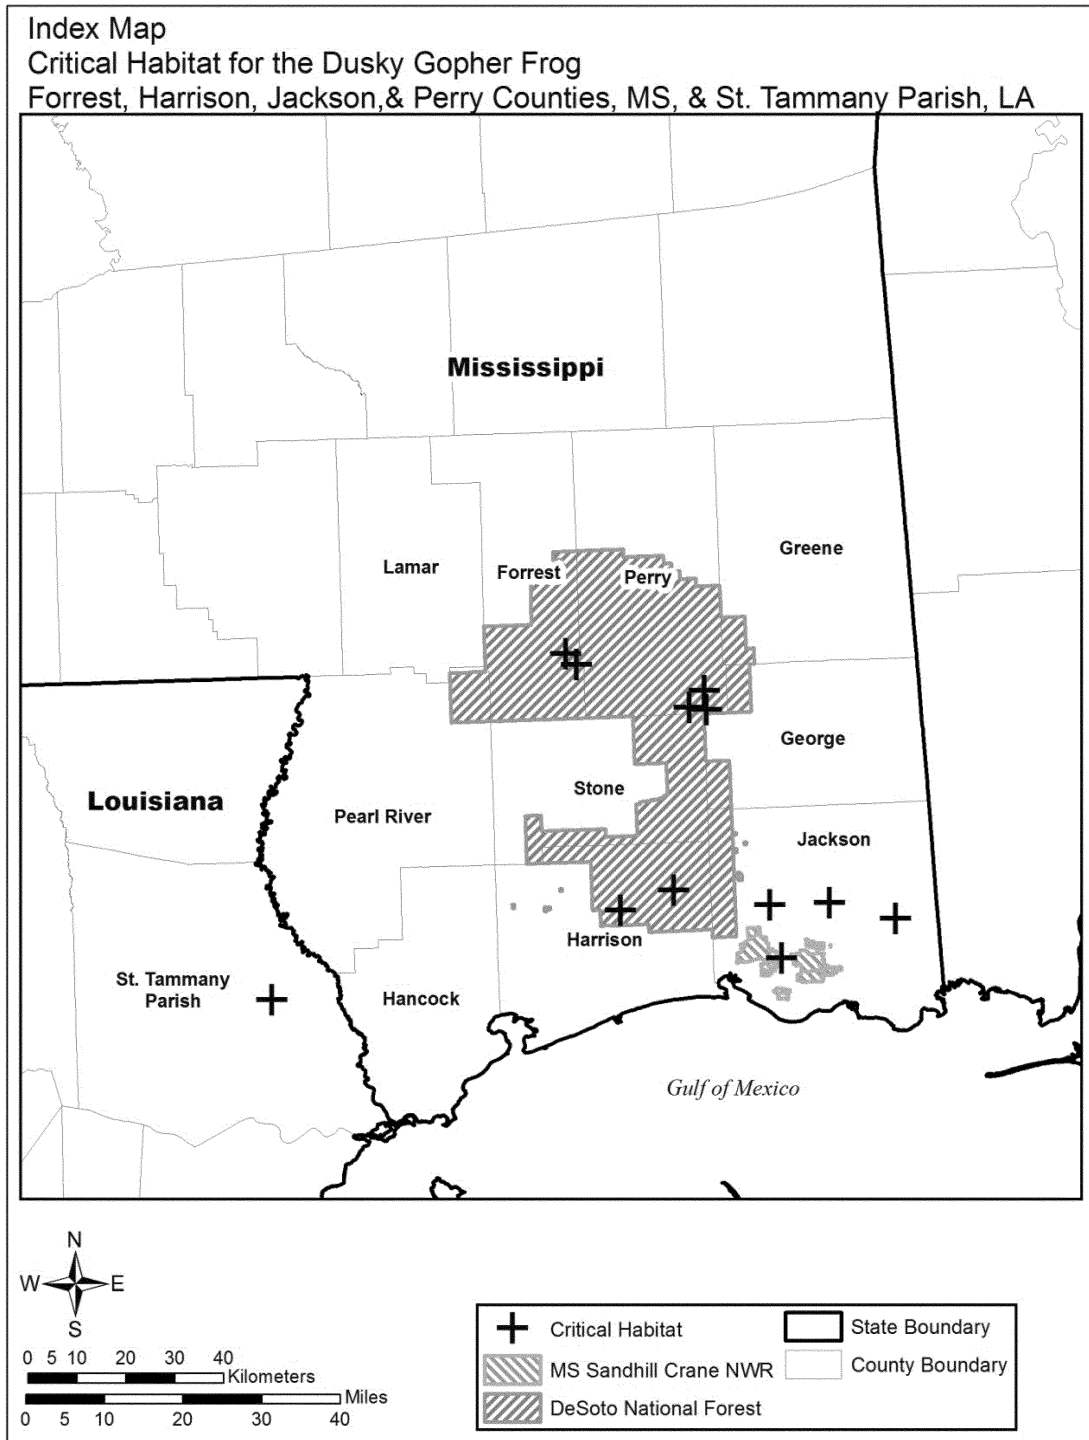 Index Map
Critical Habitat for the Dusky Gopher Frog
Forrest, Harrison, Jackson,& Perry Counties, MS, & St. Tammany Parish, LA
Mississippi
Greene
Lamar
Forrest
Perry
George
Stone
Louisiana
Pearl River
Jackson
Harrison
St. Tammany
Parish
Hancock
Gulf of Mexico
N
W
E
S
0 5 10 20 30 40
Kilometers
Miles
0 5 10 20 30 40
Critical Habitat
State Boundary
MS Sandhill Crane NWR
County Boundary
DeSoto National Forest